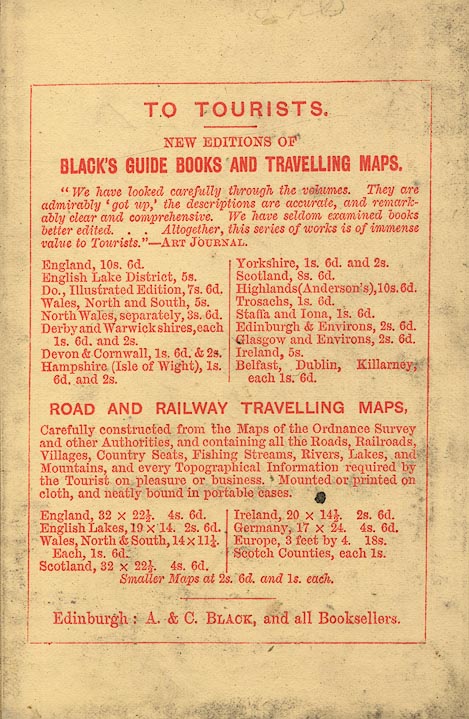 TO TOURISTS.
NEW EDITIONS OF
BLACK'S GUIDE BOOKS AND TRAVELLING MAPS.
"We have looked carefully through the volumes. They are
admirably 'got up,' the descriptions are accurate, and remark-
ably clear and comprehensive. We have seldom examined books
better edited. . . Altogether, this series of works is of immense
value to Tourists."—ART JOURNAL.
England, 10s. 6d.
English Lake District, 5s.
Do., Illustrated Edition, 7s. 6d.
Wales, North and South, 5s.
North Wales, separately, 3s. 6d.
Derby and Warwick shires, each
1s. 6d. and 2s.
Devon & Cornwall, 1s. 6d. & 2s.
Hampshire (Isle of Wight), 1s.
6d. and 2s.
Yorkshire, 1s. 6d. and 2s.
Scotland, 8s. 6d.
Highlands (Anderson's), 10s. 6d.
Trosachs, 1s. 6d.
Staffa and Iona, 1s. 6d.
Edinburgh & Environs, 2s. 6d.
Glasgow and Environs, 2s. 6d.
Ireland, 5s.
Belfast, Dublin, Killarney,
each 1s. 6d.
ROAD AND RAILWAY TRAVELLING MAPS,
Carefully constructed from the Maps of the Ordnance Survey
and other Authorities, and containing all the Roads, Railroads,
Villages, Country Seats, Fishing Streams, Rivers, Lakes, and
Mountains, and every Topographical Information required by
the Tourist on pleasure or business. Mounted or printed on
cloth, and neatly bound in portable cases.
England, 32 × 22½. 4s. 6d.
English Lakes, 19 × 14. 2s. 6d.
Wales, North & South, 14 × 11¼.
Each, 1s. 6d.
Scotland, 32 × 22½. 4s. 6d.
Ireland, 20 × 14½. 2s. 6d.
Germany, 17 × 24. 4s. 6d.
Europe, 3 feet by 4. 18s.
Scotch Counties, each 1s.
Smaller Maps at 2s. 6d. and 1s. each.
Edinburgh: A. & C. BLACK, and all Booksellers.